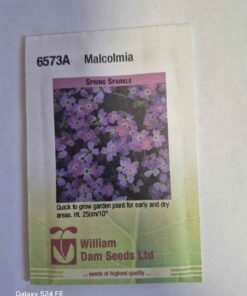 6573A Malcolmia
SPRING SPARKLE
Quick to grow garden plant for early and dry
areas. Ht. 25cm/10"
William
Dam Seeds Ltd
... seeds of highest quality ...
Galaxy S24 FE